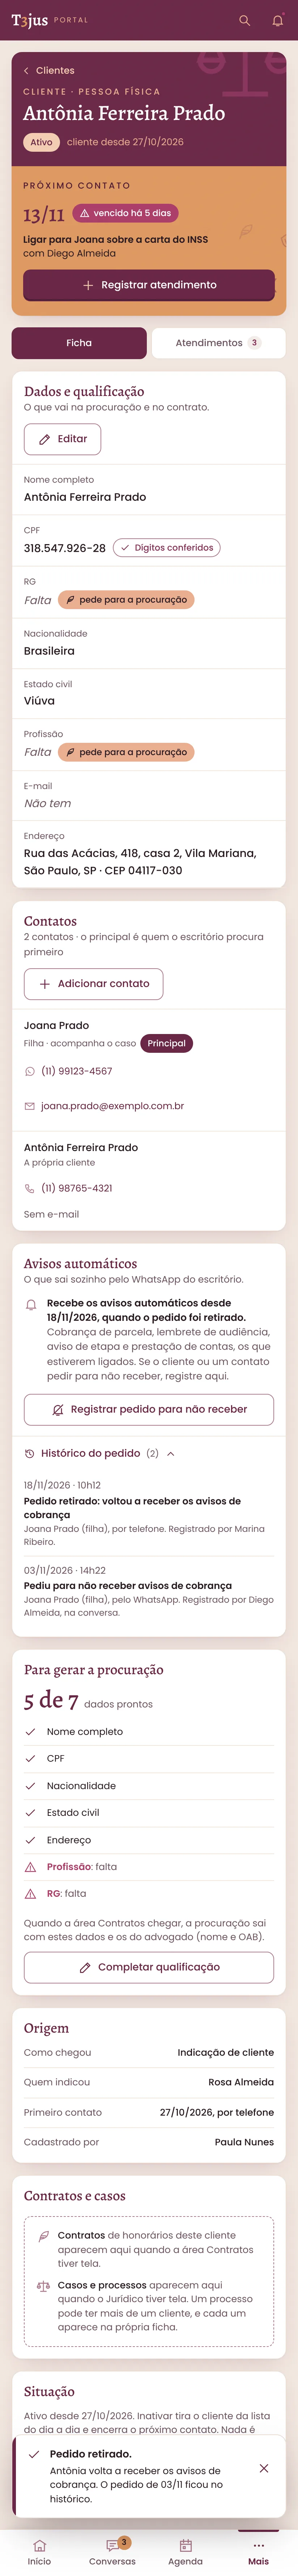 T3jus PORTAL
Clientes
CLIENTE · PESSOA FÍSICA
Antônia Ferreira Prado
Ativo cliente desde 27/10/2026
PRÓXIMO CONTATO
13/11 vencido há 5 dias
Ligar para Joana sobre a carta do INSS
com Diego Almeida
Registrar atendimento
Ficha
Atendimentos 3
Dados e qualificação
O que vai na procuração e no contrato.
Editar
Nome completo
Antônia Ferreira Prado
CPF
318.547.926-28 Dígitos conferidos
RG
Falta pede para a procuração
Nacionalidade
Brasileira
Estado civil
Viúva
Profissão
Falta pede para a procuração
E-mail
Não tem
Endereço
Rua das Acácias, 418, casa 2, Vila Mariana,
São Paulo, SP · CEP 04117-030
Contatos
2 contatos · o principal é quem o escritório procura
primeiro
Adicionar contato
Joana Prado
Filha · acompanha o caso Principal
(11) 99123-4567
joana.prado@exemplo.com.br
Antônia Ferreira Prado
A própria cliente
(11) 98765-4321
Sem e-mail
Avisos automáticos
O que sai sozinho pelo WhatsApp do escritório.
Recebe os avisos automáticos desde
18/11/2026, quando o pedido foi retirado.
Cobrança de parcela, lembrete de audiência,
aviso de etapa e prestação de contas, os que
estiverem ligados. Se o cliente ou um contato
pedir para não receber, registre aqui.
Registrar pedido para não receber
Histórico do pedido (2)
18/11/2026 · 10h12
Pedido retirado: voltou a receber os avisos de
cobrança
Joana Prado (filha), por telefone. Registrado por Marina
Ribeiro.
03/11/2026 · 14h22
Pediu para não receber avisos de cobrança
Joana Prado (filha), pelo WhatsApp. Registrado por Diego
Almeida, na conversa.
Para gerar a procuração
5 de 7 dados prontos
Nome completo
CPF
Nacionalidade
Estado civil
Endereço
Profissão: falta
RG: falta
Quando a área Contratos chegar, a procuração sai
com estes dados e os do advogado (nome e OAB).
Completar qualificação
Origem
Como chegou Indicação de cliente
Quem indicou Rosa Almeida
Primeiro contato 27/10/2026, por telefone
Cadastrado por Paula Nunes
Contratos e casos
Contratos de honorários deste cliente
aparecem aqui quando a área Contratos
tiver tela.
Casos e processos aparecem aqui
quando o Jurídico tiver tela. Um processo
pode ter mais de um cliente, e cada um
aparece na própria ficha.
Situação
Ativo desde 27/10/2026. Inativar tira o cliente da lista
do dia a dia e encerra o próximo contato. Nada é
Pedido retirado.
Antônia volta a receber os avisos de
cobrança. O pedido de 03/11 ficou no
histórico.
3
Início
Conversas
Agenda
Mais